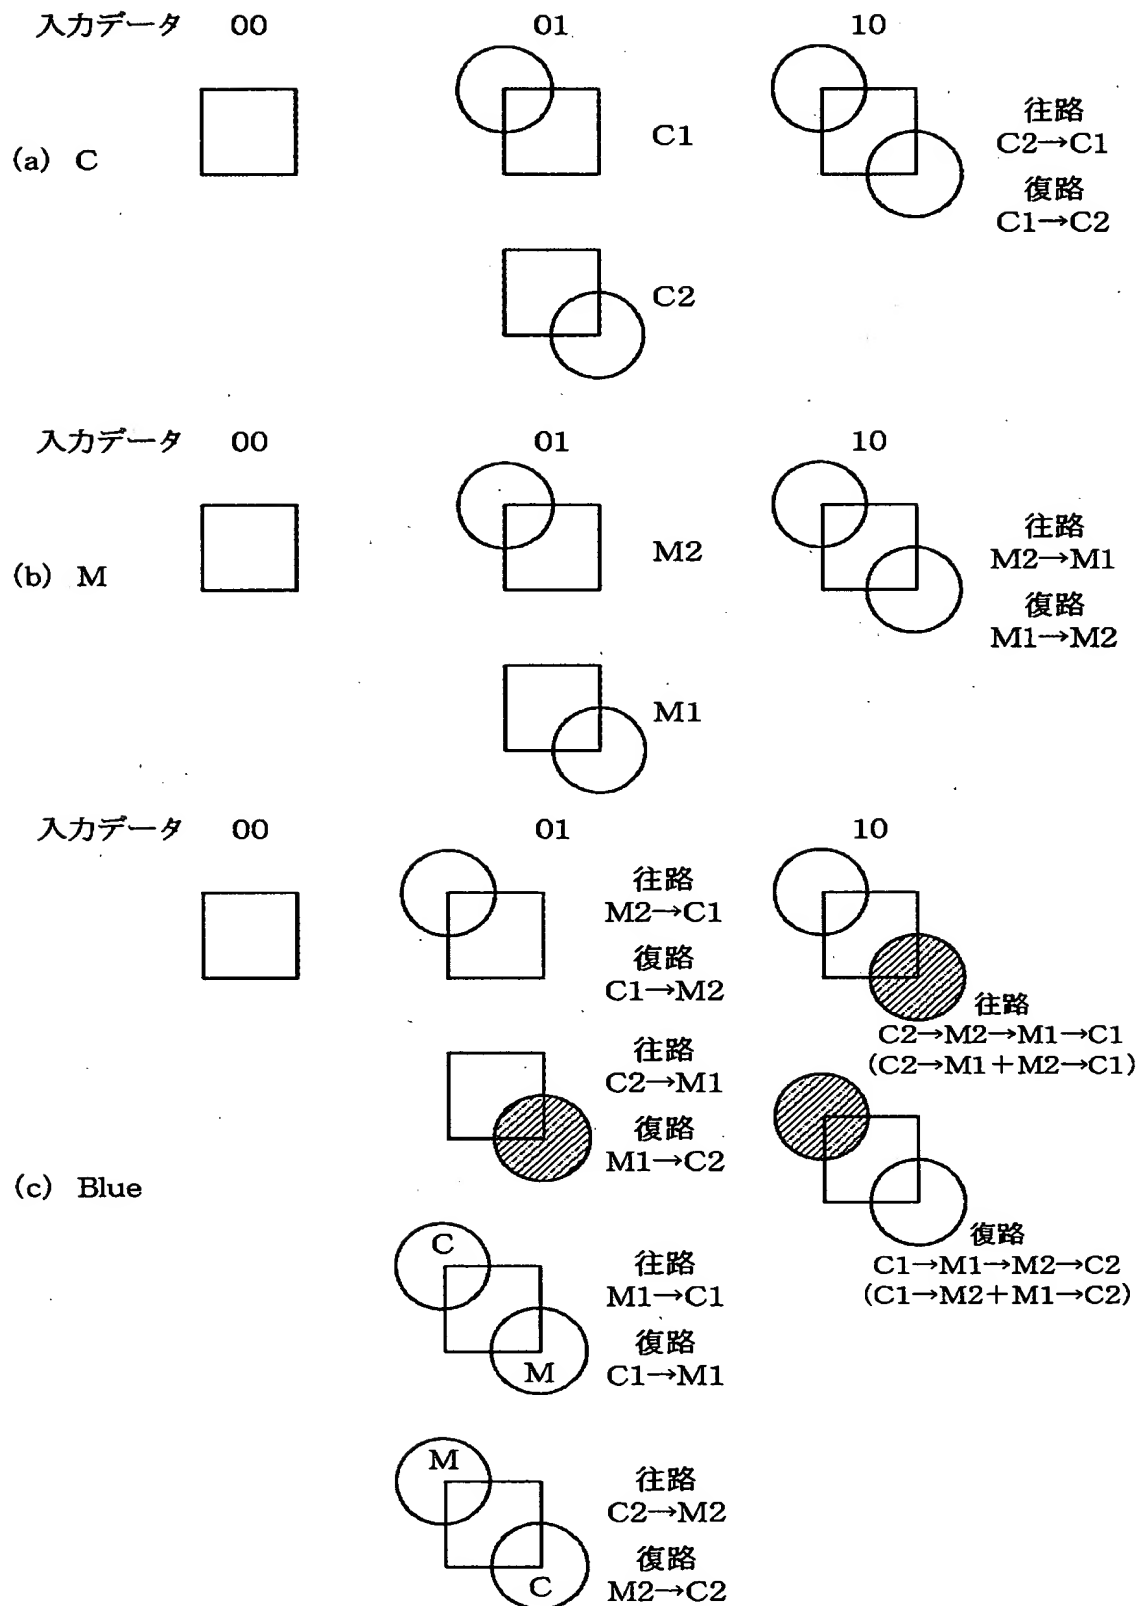 入力データ 00 01 10
(a) C
C1
往路
C2→C1
復路
C1→C2
C2
入力データ 00 01 10
(b) M
M2
往路
M2→M1
復路
M1→M2
M1
入力データ 00 01 10
(c) Blue
往路
M2→C1
復路
C1→M2
往路
C2→M1
復路
M1→C2
C
M
往路
M1→C1
復路
C1→M1
M
C
往路
C2→M2
復路
M2→C2
往路
C2→M2→M1→C1
(C2→M1+M2→C1)
復路
C1→M1→M2→C2
(C1→M2+M1→C2)